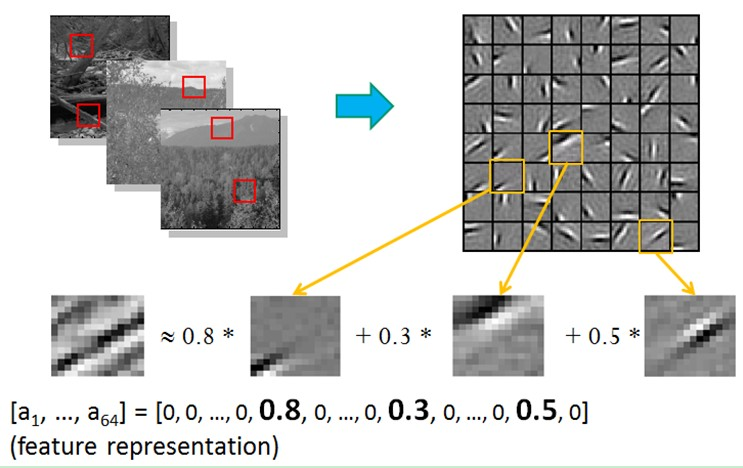 ≈ 0.8 * + 0.3 * + 0.5 *
[a1, ..., a64] = [0, 0, ..., 0, 0.8, 0, ..., 0, 0.3, 0, ..., 0, 0.5, 0]
(feature representation)